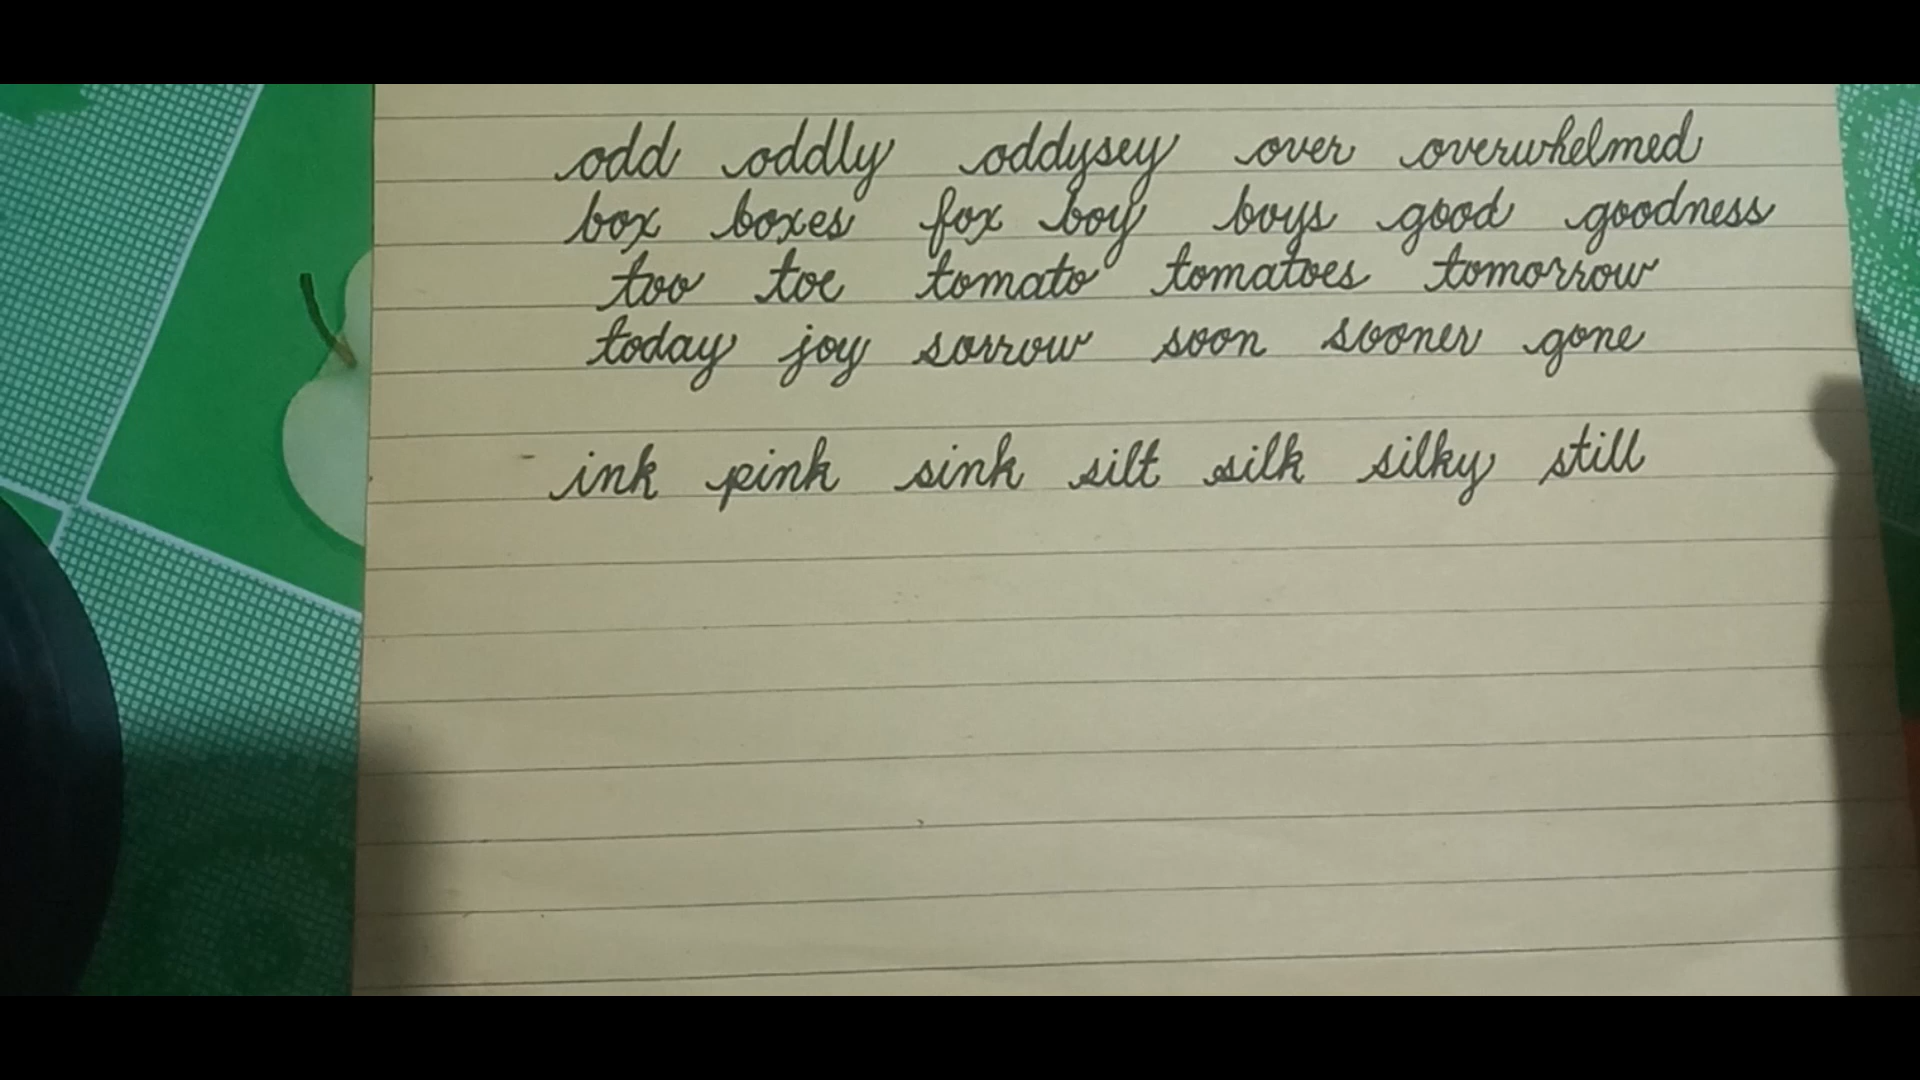 odd oddly oddysey over overwhelmed
box boxes fox boy boys good goodness
too toe tomato tomatoes tomorrow
today joy sorrow soon sooner gone
ink pink sink silt silk silky still